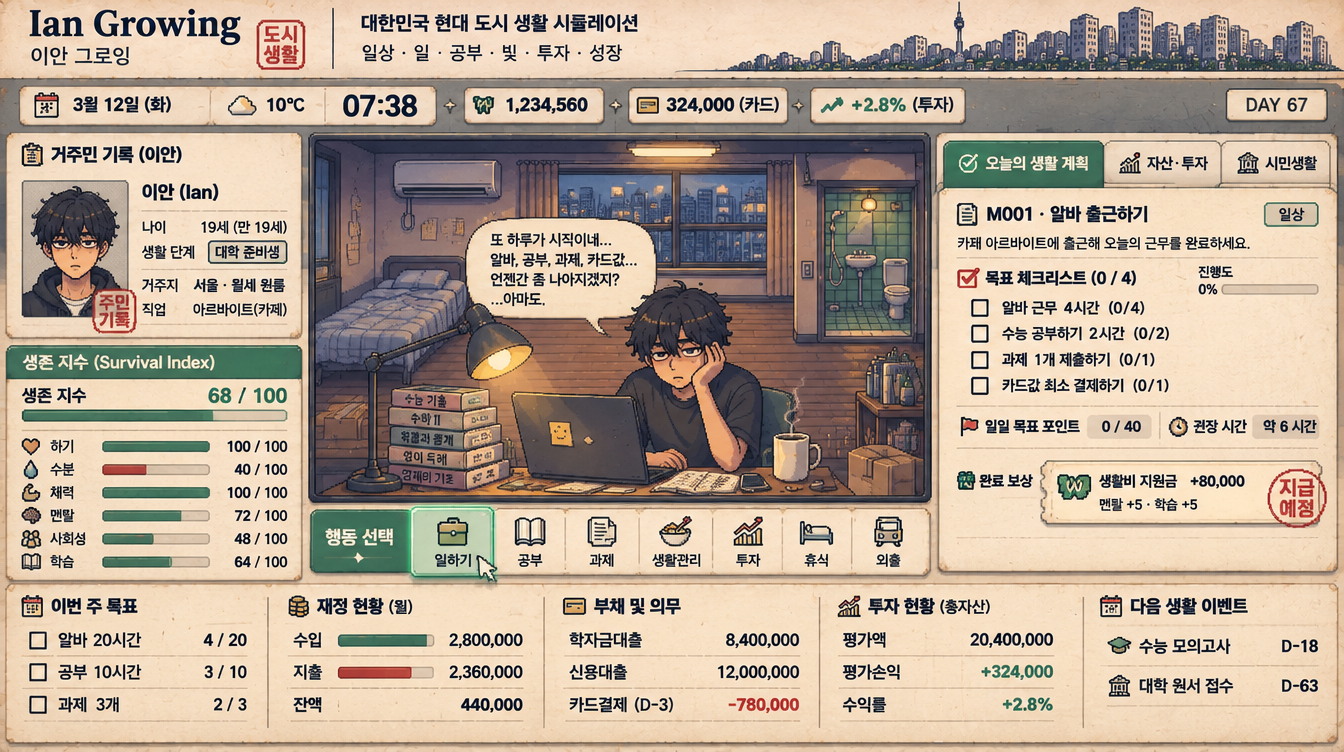 Ian Growing
이안 그로잉
도시
생활
대한민국 현대 도시 생활 시뮬레이션
일상 · 일 · 공부 · 빛 · 투자 · 성장
3월 12일 (화)
10℃
07:38
1,234,560
324,000 (카드)
+2.8% (투자)
DAY 67
거주민 기록 (이안)
이안 (Ian)
나이 19세 (만 19세)
생활 단계 대학 준비생
거주지 서울 · 월세 원룸
직업 아르바이트(카페)
주민
기록
생존 지수 (Survival Index)
생존 지수 68 / 100
하기 100 / 100
수분 40 / 100
체력 100 / 100
맨탈 72 / 100
사회성 48 / 100
학습 64 / 100
또 하루가 시직이네...
알바, 공부, 과제, 카드값...
언젠간 좀 나아지겠지?
...아마도.
수능 기출
영어 독해
행동 선택
일하기
공부
과제
생활관리
투자
휴식
외출
오늘의 생활 계획
자산·투자
시민생활
M001 · 알바 출근하기
일상
카페 아르바이트에 출근해 오늘의 근무를 완료하세요.
목표 체크리스트 (0 / 4)
진행도
0%
알바 근무 4시간 (0/4)
수능 공부하기 2시간 (0/2)
과제 1개 제출하기 (0/1)
카드값 최소 결제하기 (0/1)
일일 목표 포인트 0 / 40
권장 시간 약 6시간
완료 보상
생활비 지원금 +80,000
맨탈 +5 · 학습 +5
지급
예정
이번 주 목표
알바 20시간 4 / 20
공부 10시간 3 / 10
과제 3개 2 / 3
재정 현황 (월)
수입 2,800,000
지출 2,360,000
잔액 440,000
부채 및 의무
학자금대출 8,400,000
신용대출 12,000,000
카드결제 (D-3) -780,000
투자 현황 (총자산)
평가액 20,400,000
평가손익 +324,000
수익률 +2.8%
다음 생활 이벤트
수능 모의고사 D-18
대학 원서 접수 D-63